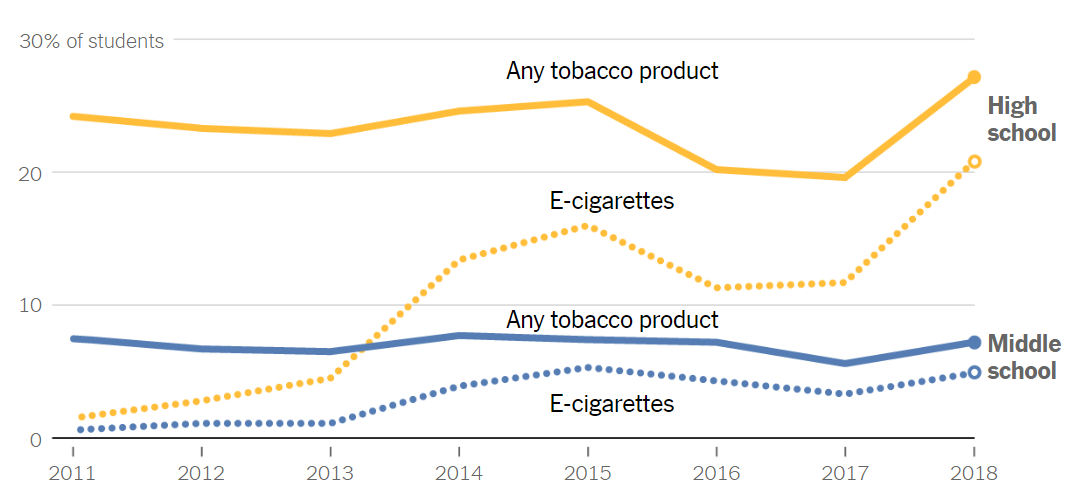 30% of students
Any tobacco product
High
school
20
E-cigarettes
10
Any tobacco product
Middle
school
E-cigarettes
0
2011 2012 2013 2014 2015 2016 2017 2018